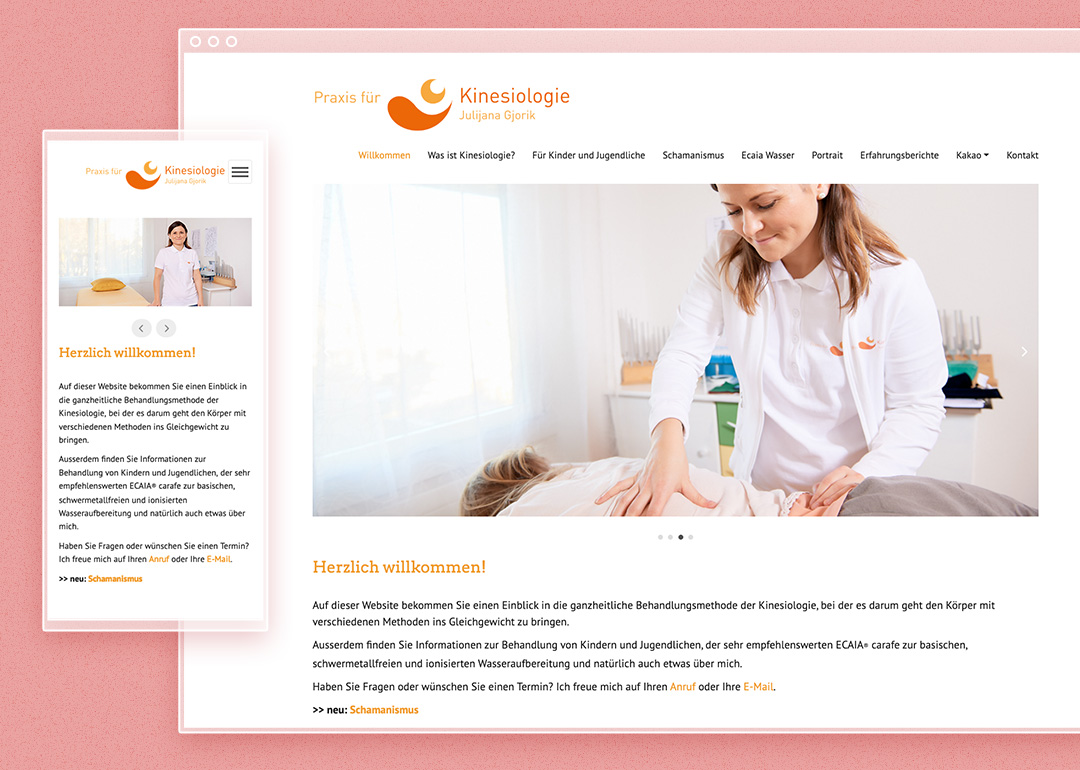 Praxis für Kinesiologie
Julijana Gjorik
Willkommen Was ist Kinesiologie? Für Kinder und Jugendliche Schamanismus Ecaia Wasser Portrait Erfahrungsberichte Kakao Kontakt
Herzlich willkommen!
Auf dieser Website bekommen Sie einen Einblick in die ganzheitliche Behandlungsmethode der Kinesiologie, bei der es darum geht den Körper mit
verschiedenen Methoden ins Gleichgewicht zu bringen.
Ausserdem finden Sie Informationen zur Behandlung von Kindern und Jugendlichen, der sehr empfehlenswerten ECAIA® carafe zur basischen,
schwermetallfreien und ionisierten Wasseraufbereitung und natürlich auch etwas über mich.
Haben Sie Fragen oder wünschen Sie einen Termin? Ich freue mich auf Ihren Anruf oder Ihre E-Mail.
>> neu: Schamanismus
Praxis für Kinesiologie
Julijana Gjorik
Herzlich willkommen!
Auf dieser Website bekommen Sie einen Einblick in
die ganzheitliche Behandlungsmethode der
Kinesiologie, bei der es darum geht den Körper mit
verschiedenen Methoden ins Gleichgewicht zu
bringen.
Ausserdem finden Sie Informationen zur
Behandlung von Kindern und Jugendlichen, der sehr
empfehlenswerten ECAIA® carafe zur basischen,
schwermetallfreien und ionisierten
Wasseraufbereitung und natürlich auch etwas über
mich.
Haben Sie Fragen oder wünschen Sie einen Termin?
Ich freue mich auf Ihren Anruf oder Ihre E-Mail.
>> neu: Schamanismus